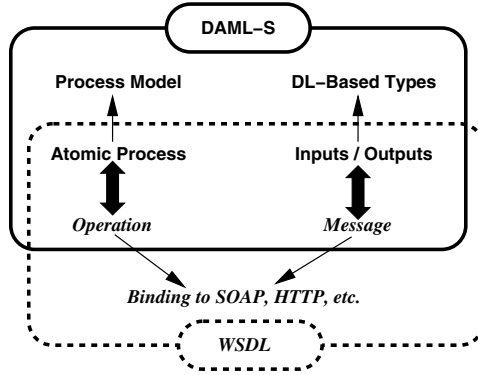 DAML–S
Process Model DL–Based Types
Atomic Process Inputs / Outputs
Operation Message
Binding to SOAP, HTTP, etc.
WSDL